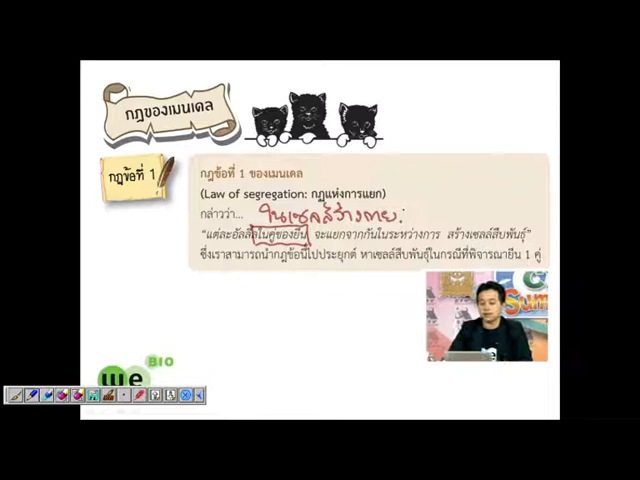 กฎของเมนเดล
กฎข้อที่ 1
กฎข้อที่ 1 ของเมนเดล
(Law of segregation: กฎแห่งการแยก)
กล่าวว่า... ในเซลล์ร่างกาย
"แต่ละอัลลีลในคู่ของยีน จะแยกจากกันในระหว่างการ สร้างเซลล์สืบพันธุ์"
ซึ่งเราสามารถนำกฎข้อนี้ไปประยุกต์ หาเซลล์สืบพันธุ์ในกรณีที่พิจารณายีน 1 คู่
Sum
BIO
we